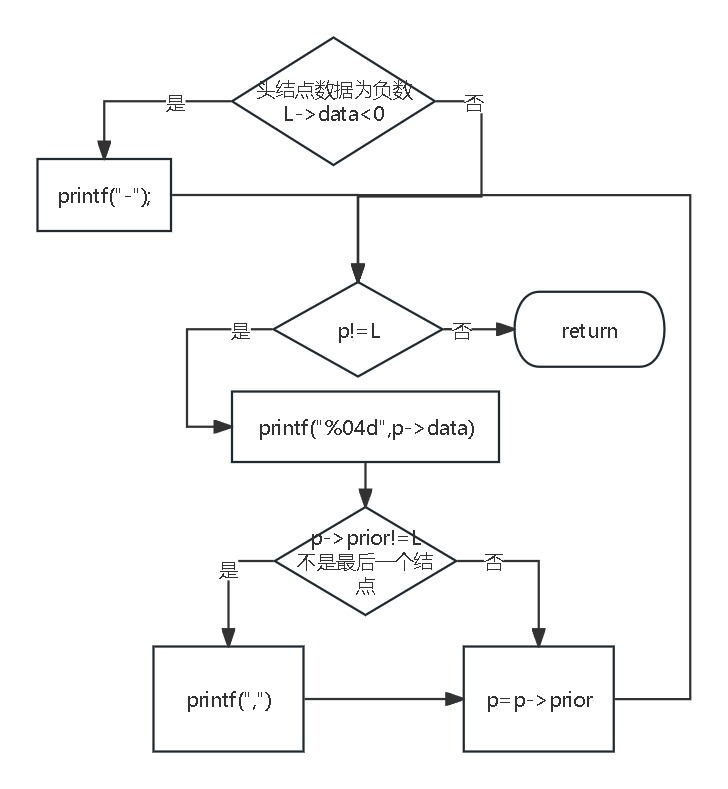 头结点数据为负数
L->data<0
是
否
printf("-");
p!=L
是
否
return
printf("%04d",p->data)
p->prior!=L
不是最后一个结
点
是
否
printf(",")
p=p->prior